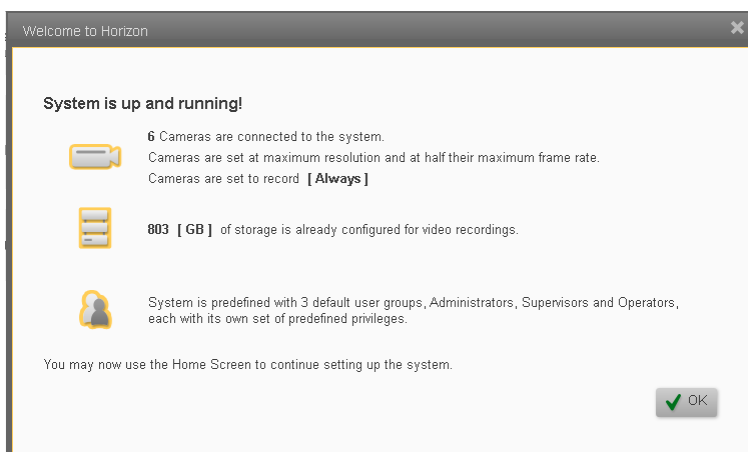 Welcome to Horizon
System is up and running!
6 Cameras are connected to the system.
Cameras are set at maximum resolution and at half their maximum frame rate.
Cameras are set to record [ Always ]
803 [ GB ] of storage is already configured for video recordings.
System is predefined with 3 default user groups, Administrators, Supervisors and Operators,
each with its own set of predefined privileges.
You may now use the Home Screen to continue setting up the system.
OK